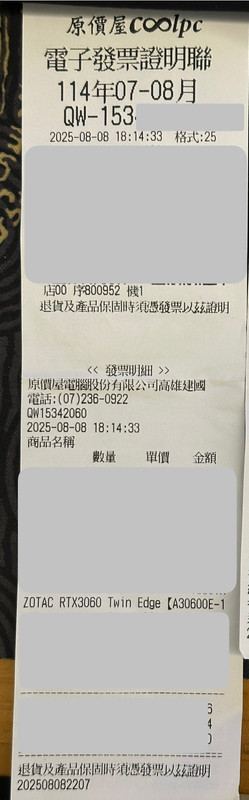 原價屋coolpc
電子發票證明聯
114年07-08月
QW-153
2025-08-08 18:14:33 格式:25
店00 序800952 機1
退貨及產品保固時須憑發票以茲證明
<< 發票明細 >>
原價屋電腦股份有限公司高雄建國
電話:(07)236-0922
QW15342060
2025-08-08 18:14:33
商品名稱
數量 單價 金額
ZOTAC RTX3060 Twin Edge【A30600E-1
6
4
退貨及產品保固時須憑發票以茲證明
202508082207